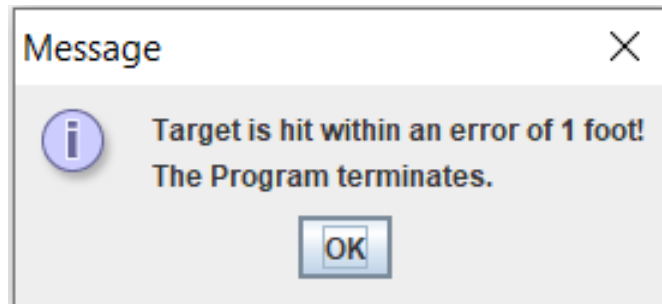 Message
Target is hit within an error of 1 foot!
The Program terminates.
OK